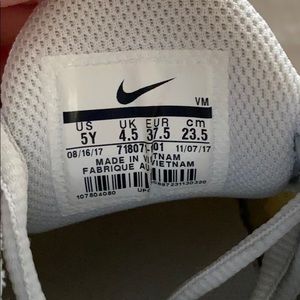 VM
US UK EUR cm
5Y 4.5 37.5 23.5
08/16/17 11/07/17
MADE IN VIETNAM
FABRIQUE AU VIETNAM
107804080